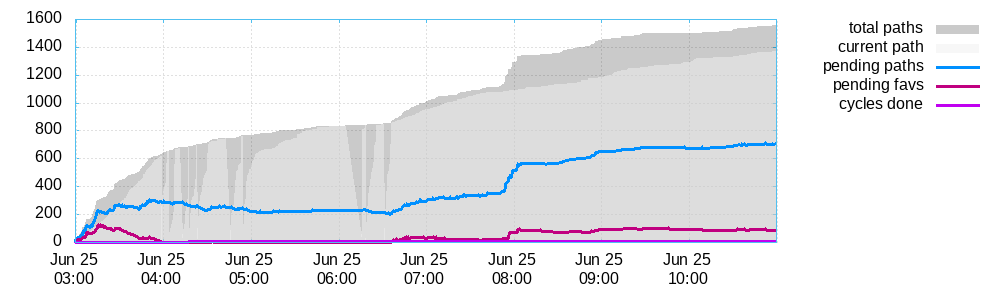 1600
1400
1200
1000
800
600
400
200
0
Jun 25 Jun 25 Jun 25 Jun 25 Jun 25 Jun 25 Jun 25 Jun 25
03:00 04:00 05:00 06:00 07:00 08:00 09:00 10:00
total paths
current path
pending paths
pending favs
cycles done